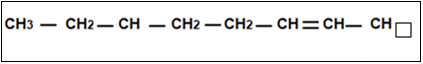 CH3 — CH2 — CH — CH2 — CH2 — CH = CH — CH □